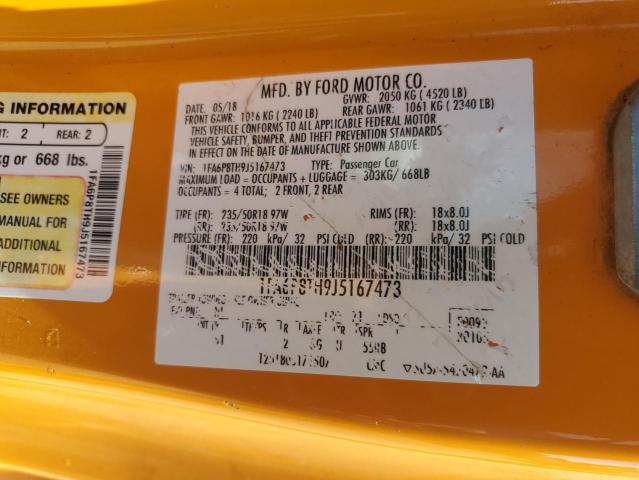 G INFORMATION
NT: 2 REAR: 2
kg or 668 lbs.
SEE OWNERS
MANUAL FOR
ADDITIONAL
INFORMATION
1FA6P8TH9J5167473
MFD. BY FORD MOTOR CO.
DATE: 05/18 GVWR: 2050 KG ( 4520 LB)
FRONT GAWR: 1016 KG ( 2240 LB) REAR GAWR: 1061 KG ( 2340 LB)
THIS VEHICLE CONFORMS TO ALL APPLICABLE FEDERAL MOTOR
VEHICLE SAFETY, BUMPER, AND THEFT PREVENTION STANDARDS
IN EFFECT ON THE DATE OF MANUFACTURE SHOWN ABOVE.
VIN: 1FA6P8TH9J5167473 TYPE: Passenger Car
MAXIMUM LOAD = OCCUPANTS + LUGGAGE = 303KG/668LB
OCCUPANTS = 4 TOTAL; 2 FRONT, 2 REAR
TYPE (FR): 235/50R18 97W RIMS (FR): 18x8.0J
(RR): 235/50R18 97W (RR): 18x8.0J
PRESSURE (FR): 220 kPa/ 32 PSI COLD (RR): 220 kPa/ 32 PSI COLD
1FA6P8TH9J5167473